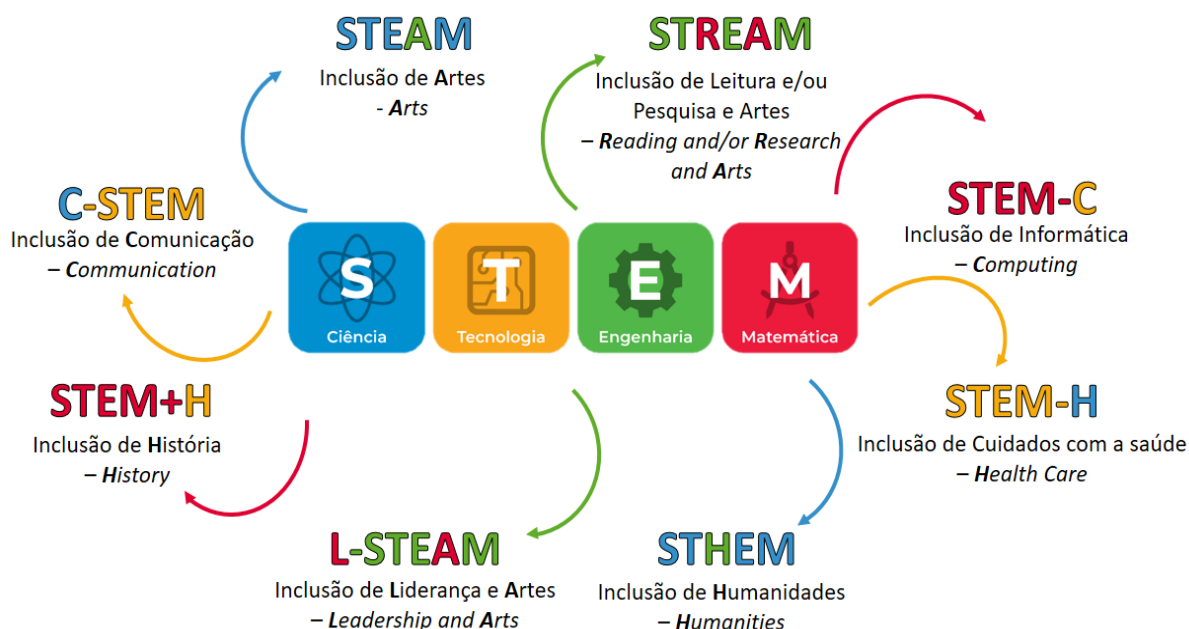 STEAM
Inclusão de Artes
- Arts
STREAM
Inclusão de Leitura e/ou
Pesquisa e Artes
– Reading and/or Research
and Arts
C-STEM
Inclusão de Comunicação
– Communication
STEM-C
Inclusão de Informática
– Computing
S
Ciência
T
Tecnologia
E
Engenharia
M
Matemática
STEM+H
Inclusão de História
– History
STEM-H
Inclusão de Cuidados com a saúde
– Health Care
L-STEAM
Inclusão de Liderança e Artes
– Leadership and Arts
STHEM
Inclusão de Humanidades
– Humanities